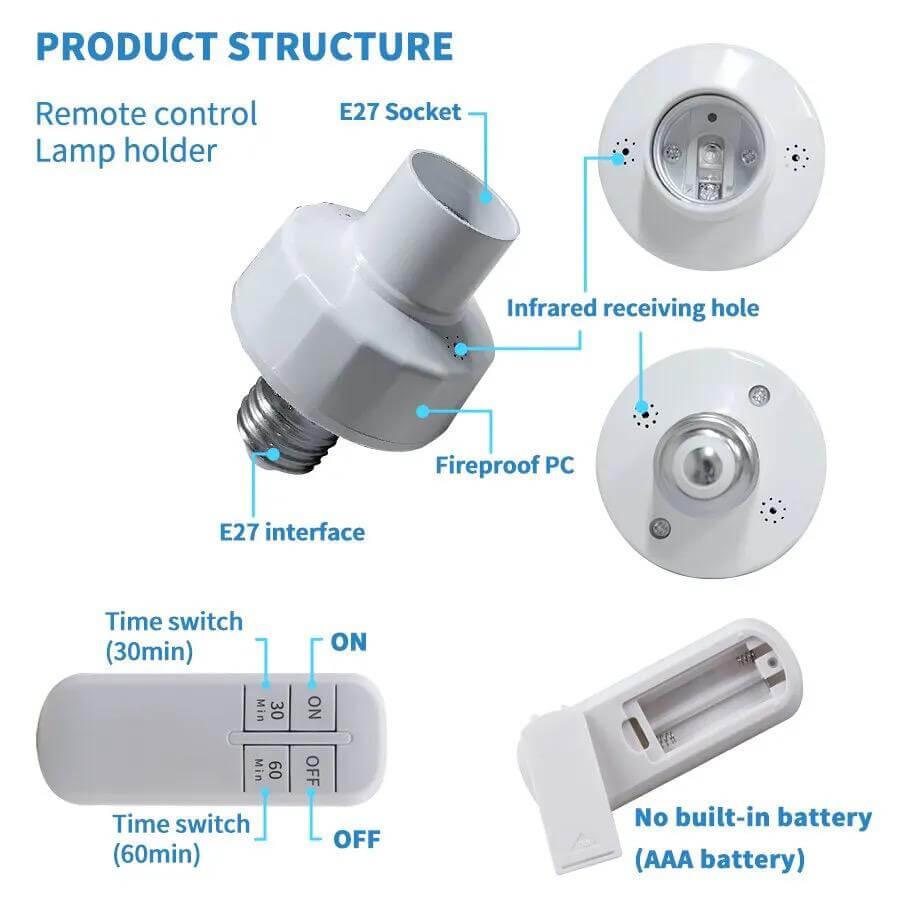 PRODUCT STRUCTURE
Remote control
Lamp holder
E27 Socket
Infrared receiving hole
Fireproof PC
E27 interface
Time switch
(30min)
ON
30
Min
ON
60
Min
OFF
Time switch
(60min)
OFF
No built-in battery
(AAA battery)